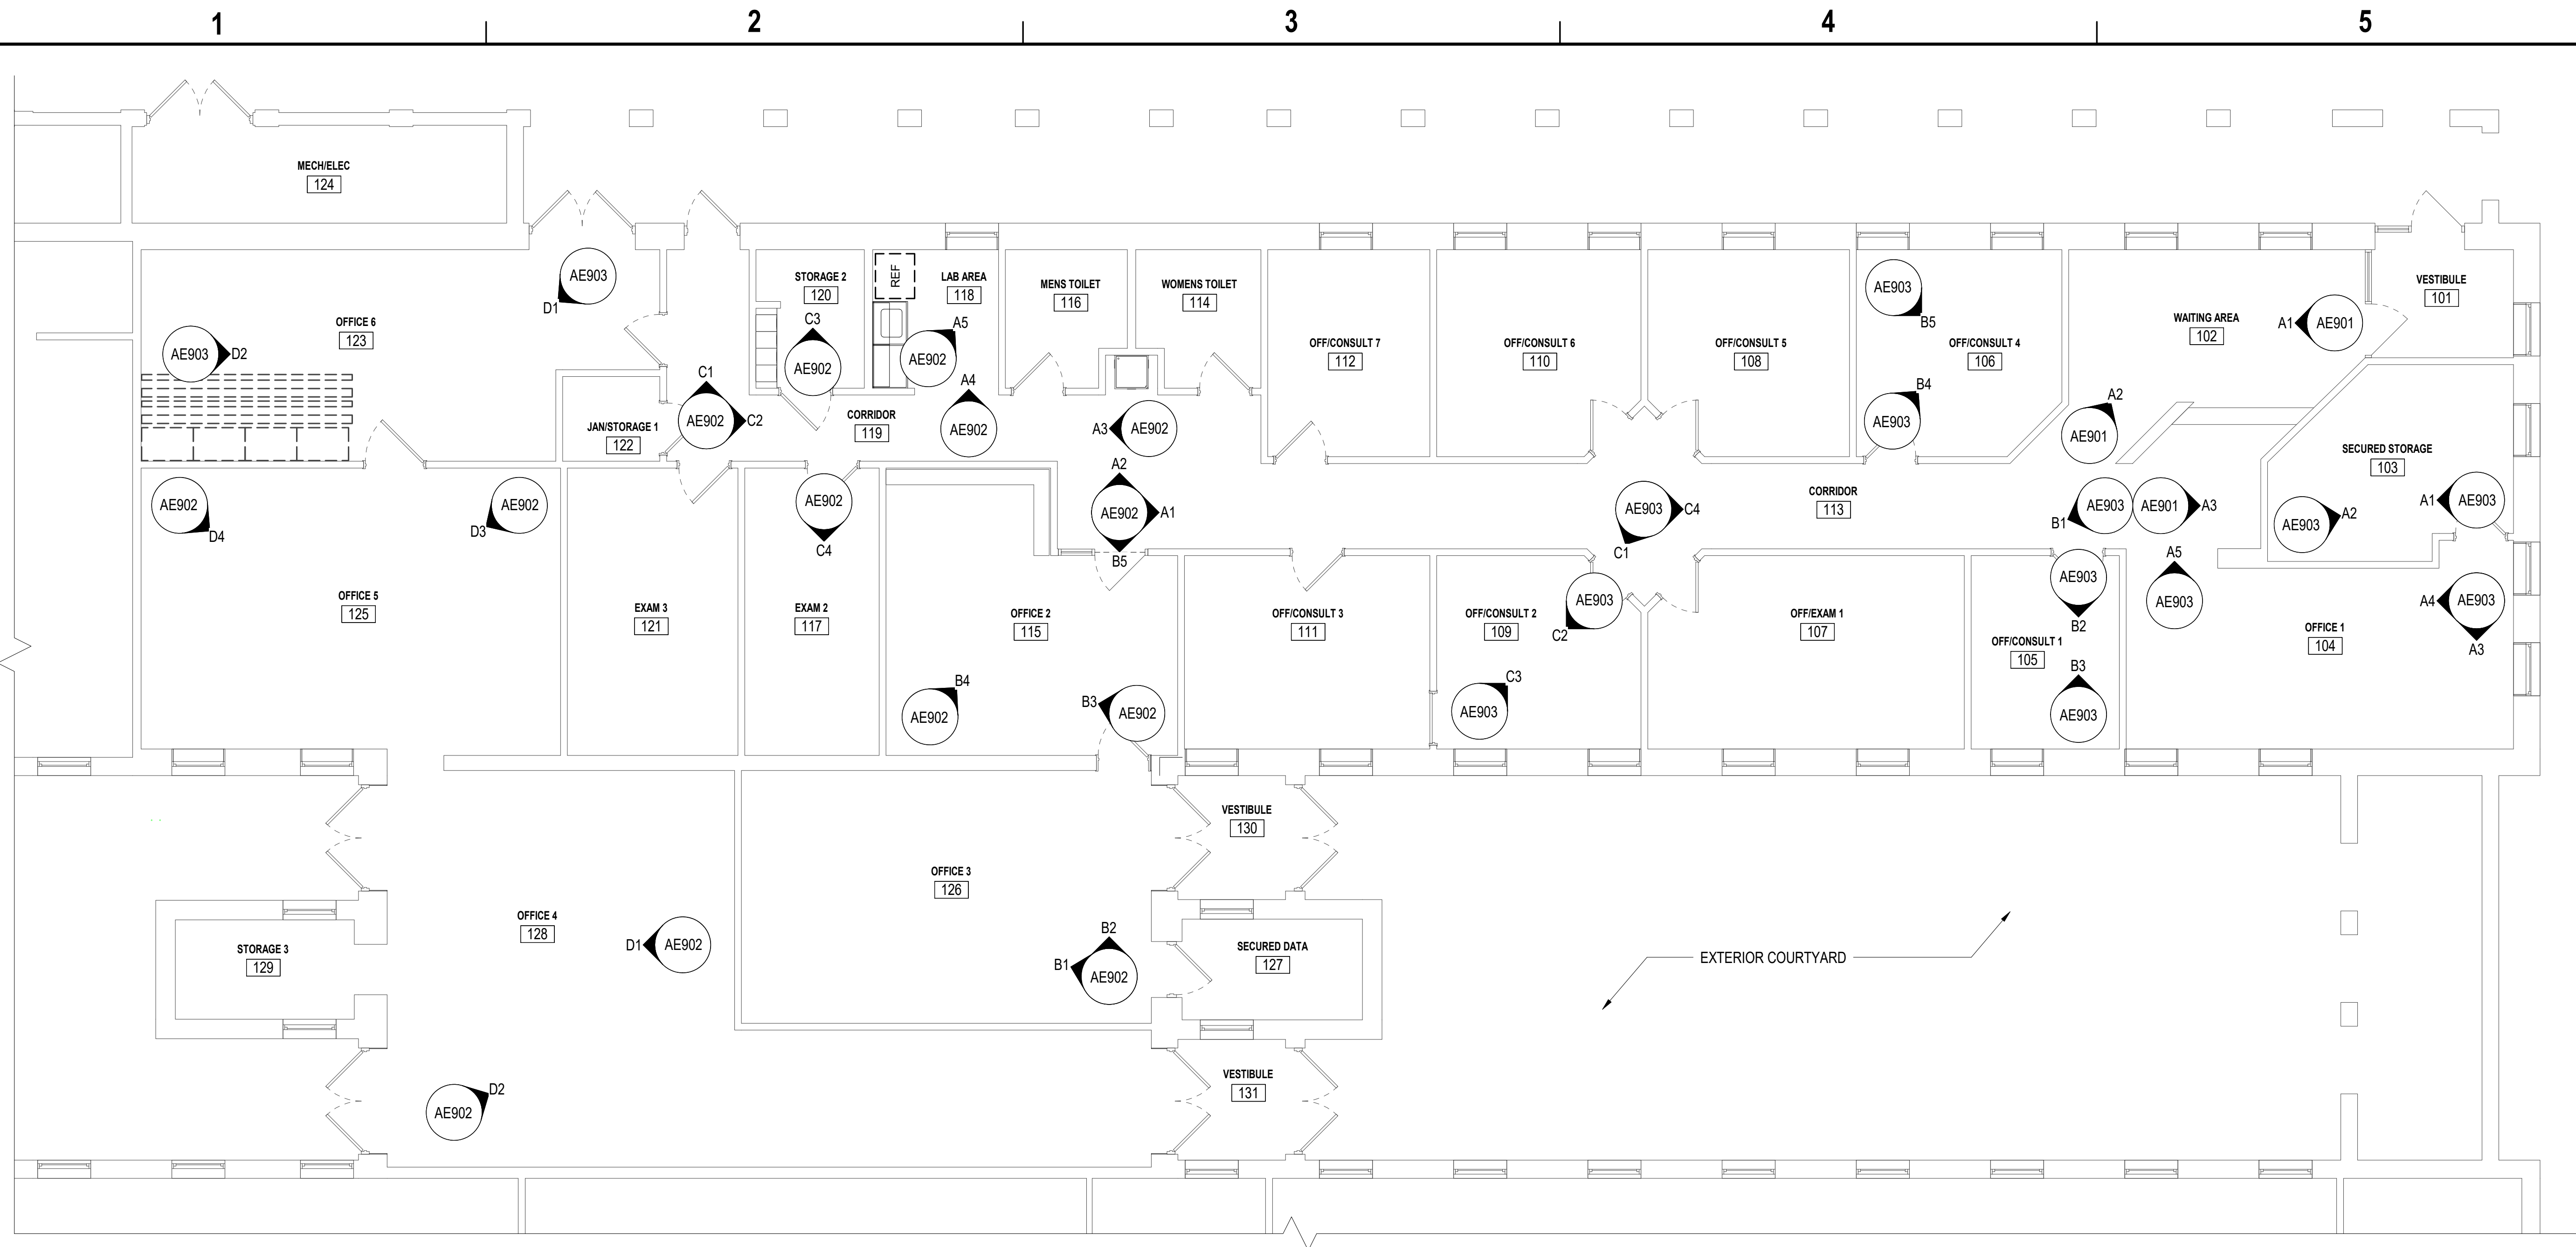 1 2 3 4 5
MECH/ELEC
124
AE903
D1
OFFICE 6
123
AE903
D2
STORAGE 2
120
C3
AE902
REF
LAB AREA
118
A5
AE902
MENS TOILET
116
WOMENS TOILET
114
OFF/CONSULT 7
112
OFF/CONSULT 6
110
OFF/CONSULT 5
108
AE903
B5
OFF/CONSULT 4
106
B4
AE903
WAITING AREA
102
A1
AE901
VESTIBULE
101
A2
AE901
C1
AE902
C2
JAN/STORAGE 1
122
CORRIDOR
119
A4
AE902
A3
AE902
A2
AE902
A1
B5
CORRIDOR
113
AE903
C4
C1
AE903
B1
AE901
A3
SECURED STORAGE
103
AE903
A2
A1
AE903
AE902
D4
AE902
D3
OFFICE 5
125
EXAM 3
121
AE902
C4
EXAM 2
117
OFFICE 2
115
B4
AE902
B3
AE902
OFF/CONSULT 3
111
OFF/CONSULT 2
109
AE903
C2
C3
AE903
OFF/EXAM 1
107
AE903
B2
OFF/CONSULT 1
105
B3
AE903
A5
AE903
OFFICE 1
104
A4
AE903
A3
VESTIBULE
130
OFFICE 3
126
OFFICE 4
128
D1
AE902
B2
B1
AE902
STORAGE 3
129
SECURED DATA
127
EXTERIOR COURTYARD
D2
AE902
VESTIBULE
131